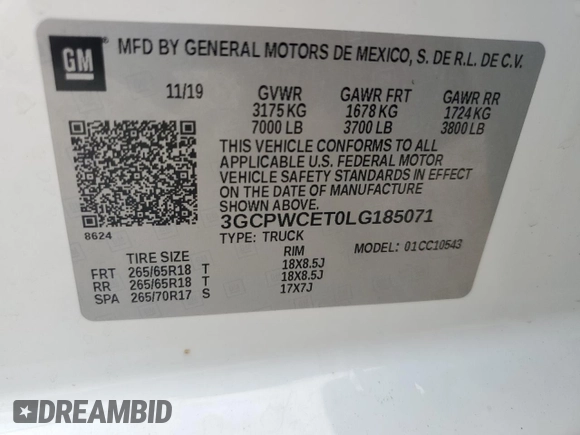 GM
MFD BY GENERAL MOTORS DE MEXICO, S. DE R.L. DE C.V.
11/19 GVWR GAWR FRT GAWR RR
3175 KG 1678 KG 1724 KG
7000 LB 3700 LB 3800 LB
THIS VEHICLE CONFORMS TO ALL
APPLICABLE U.S. FEDERAL MOTOR
VEHICLE SAFETY STANDARDS IN EFFECT
ON THE DATE OF MANUFACTURE
SHOWN ABOVE.
8624
3GCPWCET0LG185071
TYPE: TRUCK MODEL: 01CC10543
TIRE SIZE RIM
FRT 265/65R18 T 18X8.5J
RR 265/65R18 T 18X8.5J
SPA 265/70R17 S 17X7J
DREAMBID